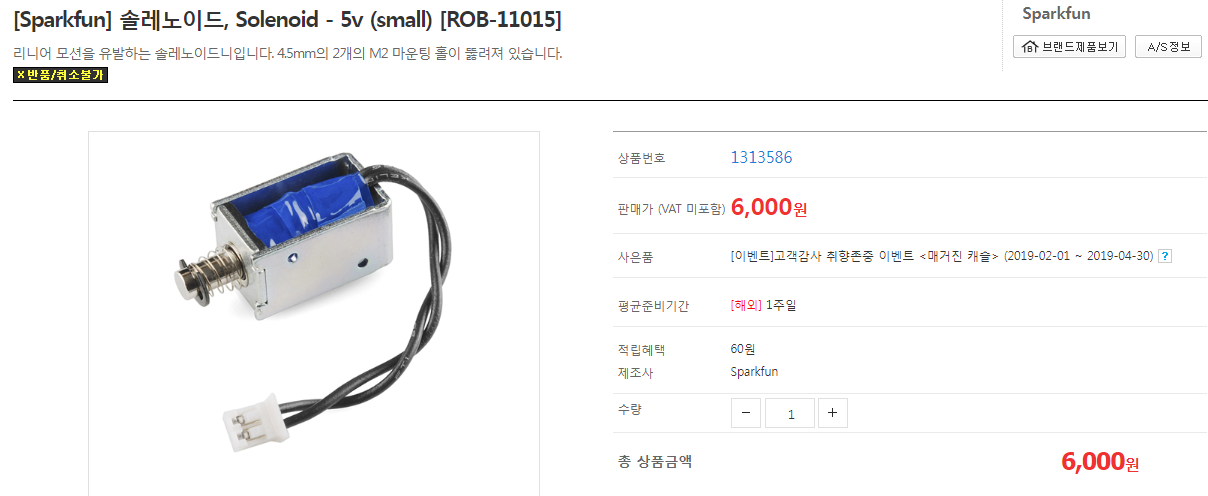 [Sparkfun] 솔레노이드, Solenoid - 5v (small) [ROB-11015]
리니어 모션을 유발하는 솔레노이드니입니다. 4.5mm의 2개의 M2 마운팅 홀이 뚫려져 있습니다.
x 반품/취소불가
Sparkfun
브랜드제품보기 A/S정보
상품번호 1313586
판매가 (VAT 미포함) 6,000원
사은품 [이벤트]고객감사 취향존중 이벤트 <매거진 캐슬> (2019-02-01 ~ 2019-04-30) ?
평균준비기간 [해외] 1주일
적립혜택 60원
제조사 Sparkfun
수량 − 1 +
총 상품금액 6,000원